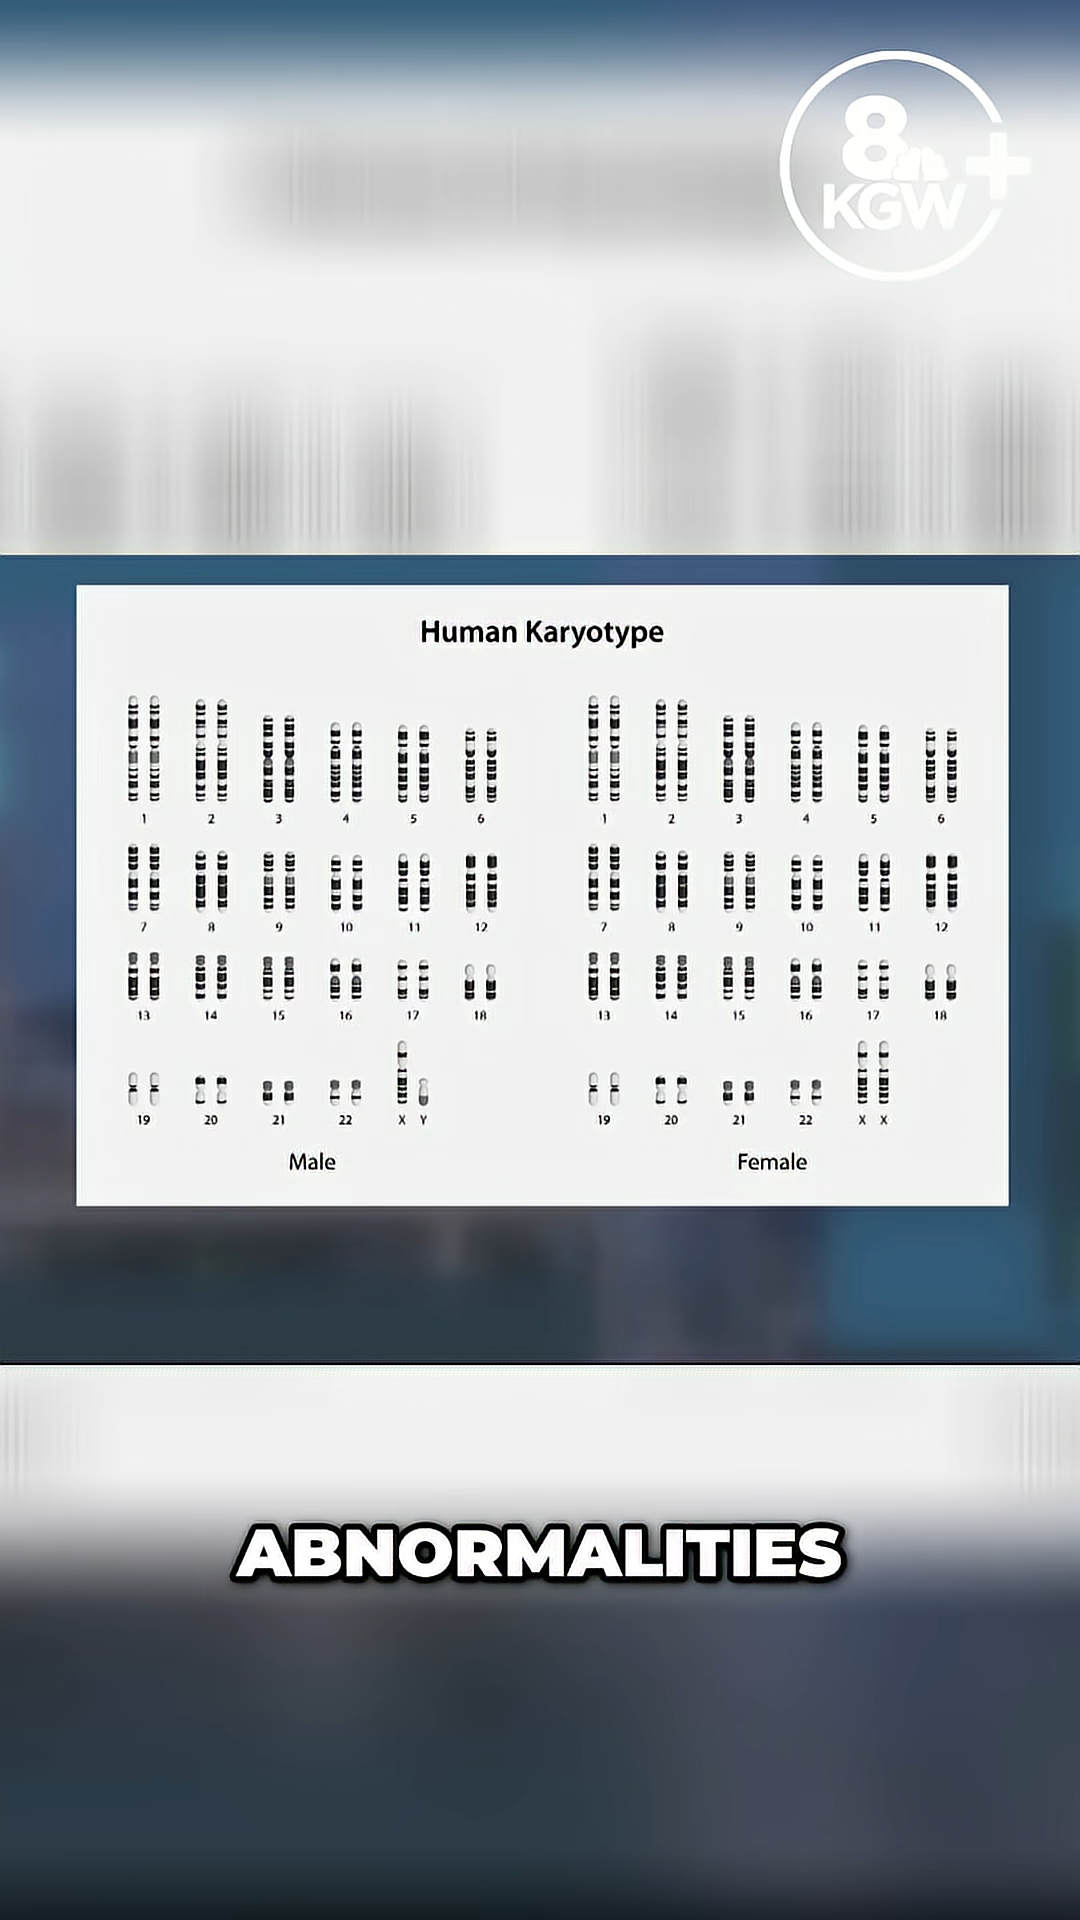 8
KGW+
Human Karyotype
1 2 3 4 5 6
1 2 3 4 5 6
7 8 9 10 11 12
7 8 9 10 11 12
13 14 15 16 17 18
13 14 15 16 17 18
19 20 21 22 X Y
19 20 21 22 X X
Male
Female
ABNORMALITIES